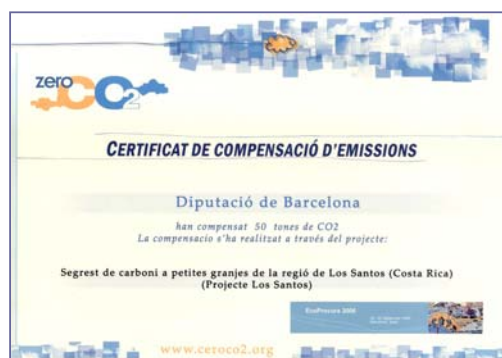 zero CO2
CERTIFICAT DE COMPENSACIÓ D'EMISSIONS
Diputació de Barcelona
han compensat 50 tones de CO2
La compensacio s'ha realitzat a través del projecte:
Segrest de carboni a petites granjes de la regió de Los Santos (Costa Rica)
(Projecte Los Santos)
EcoProcura
www.ceroco2.org